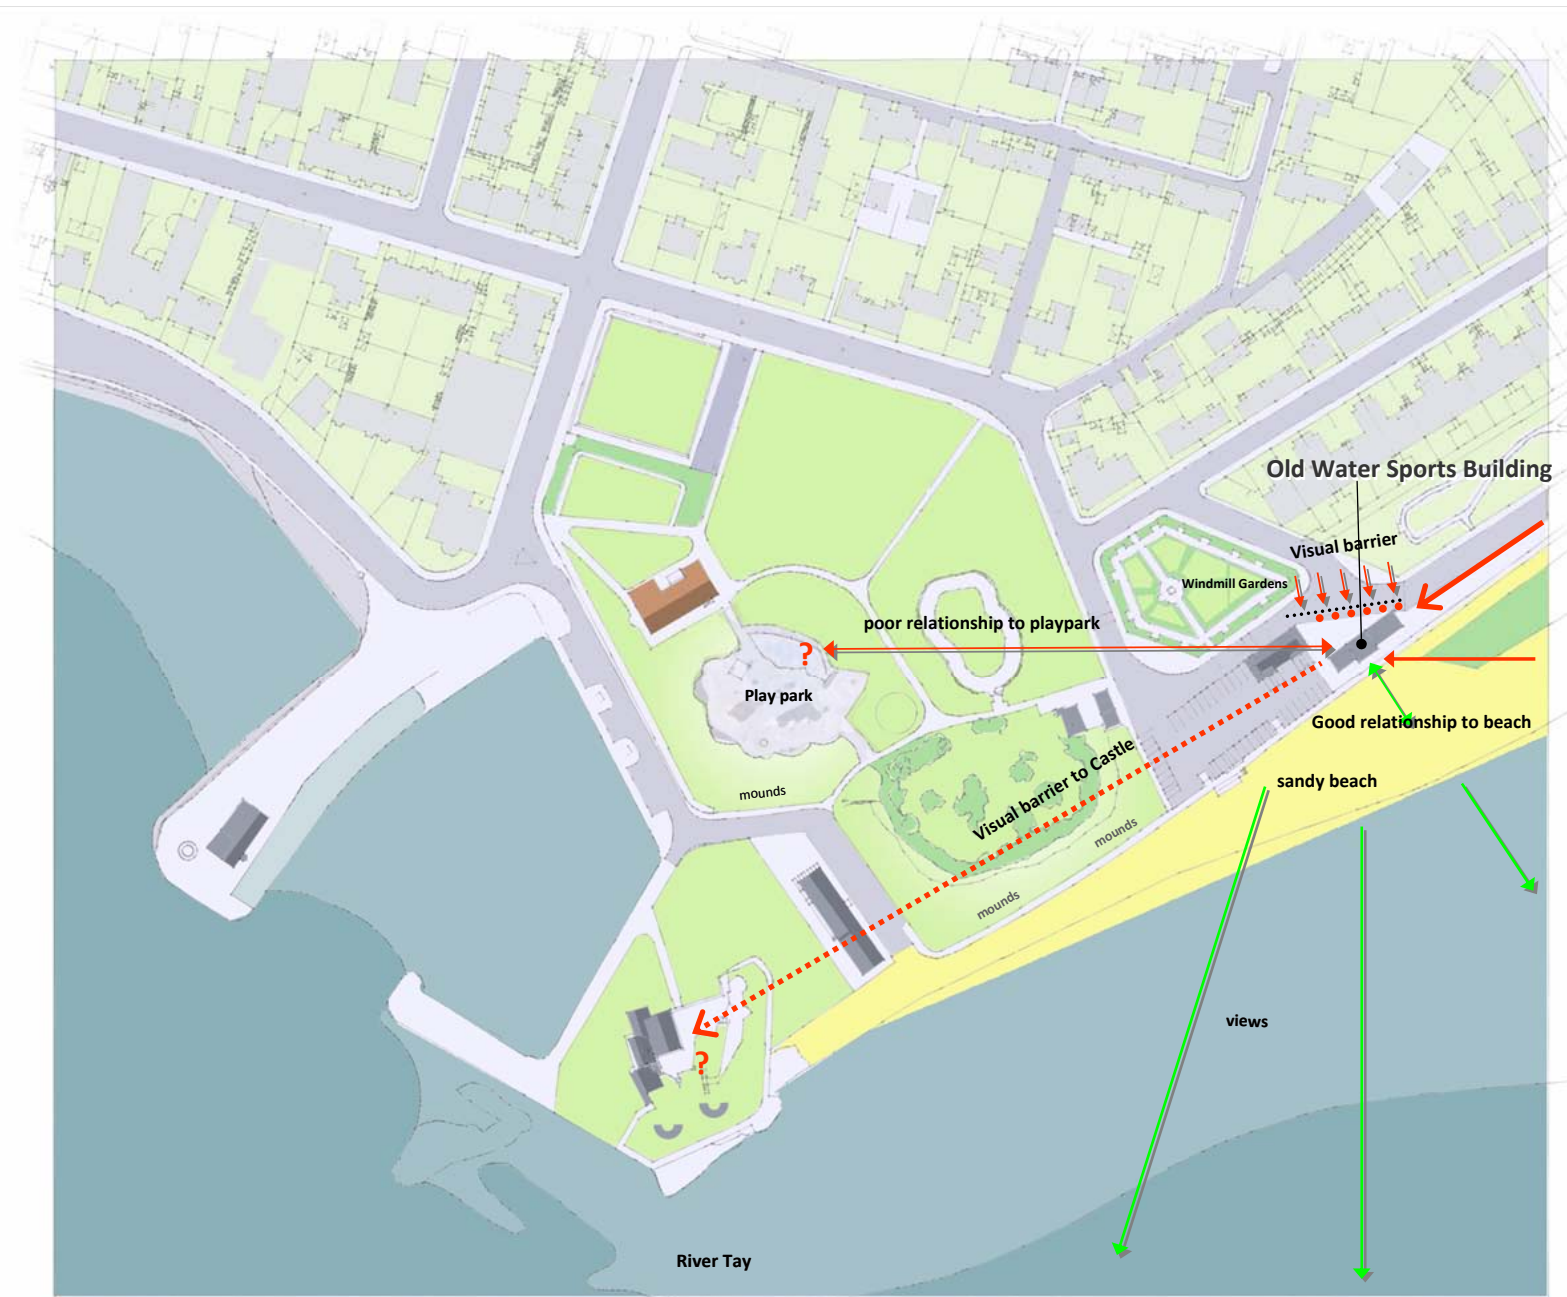 Old Water Sports Building
Visual barrier
Windmill Gardens
poor relationship to playpark
?
Play park
Good relationship to beach
Visual barrier to Castle
sandy beach
mounds
mounds
mounds
views
?
River Tay